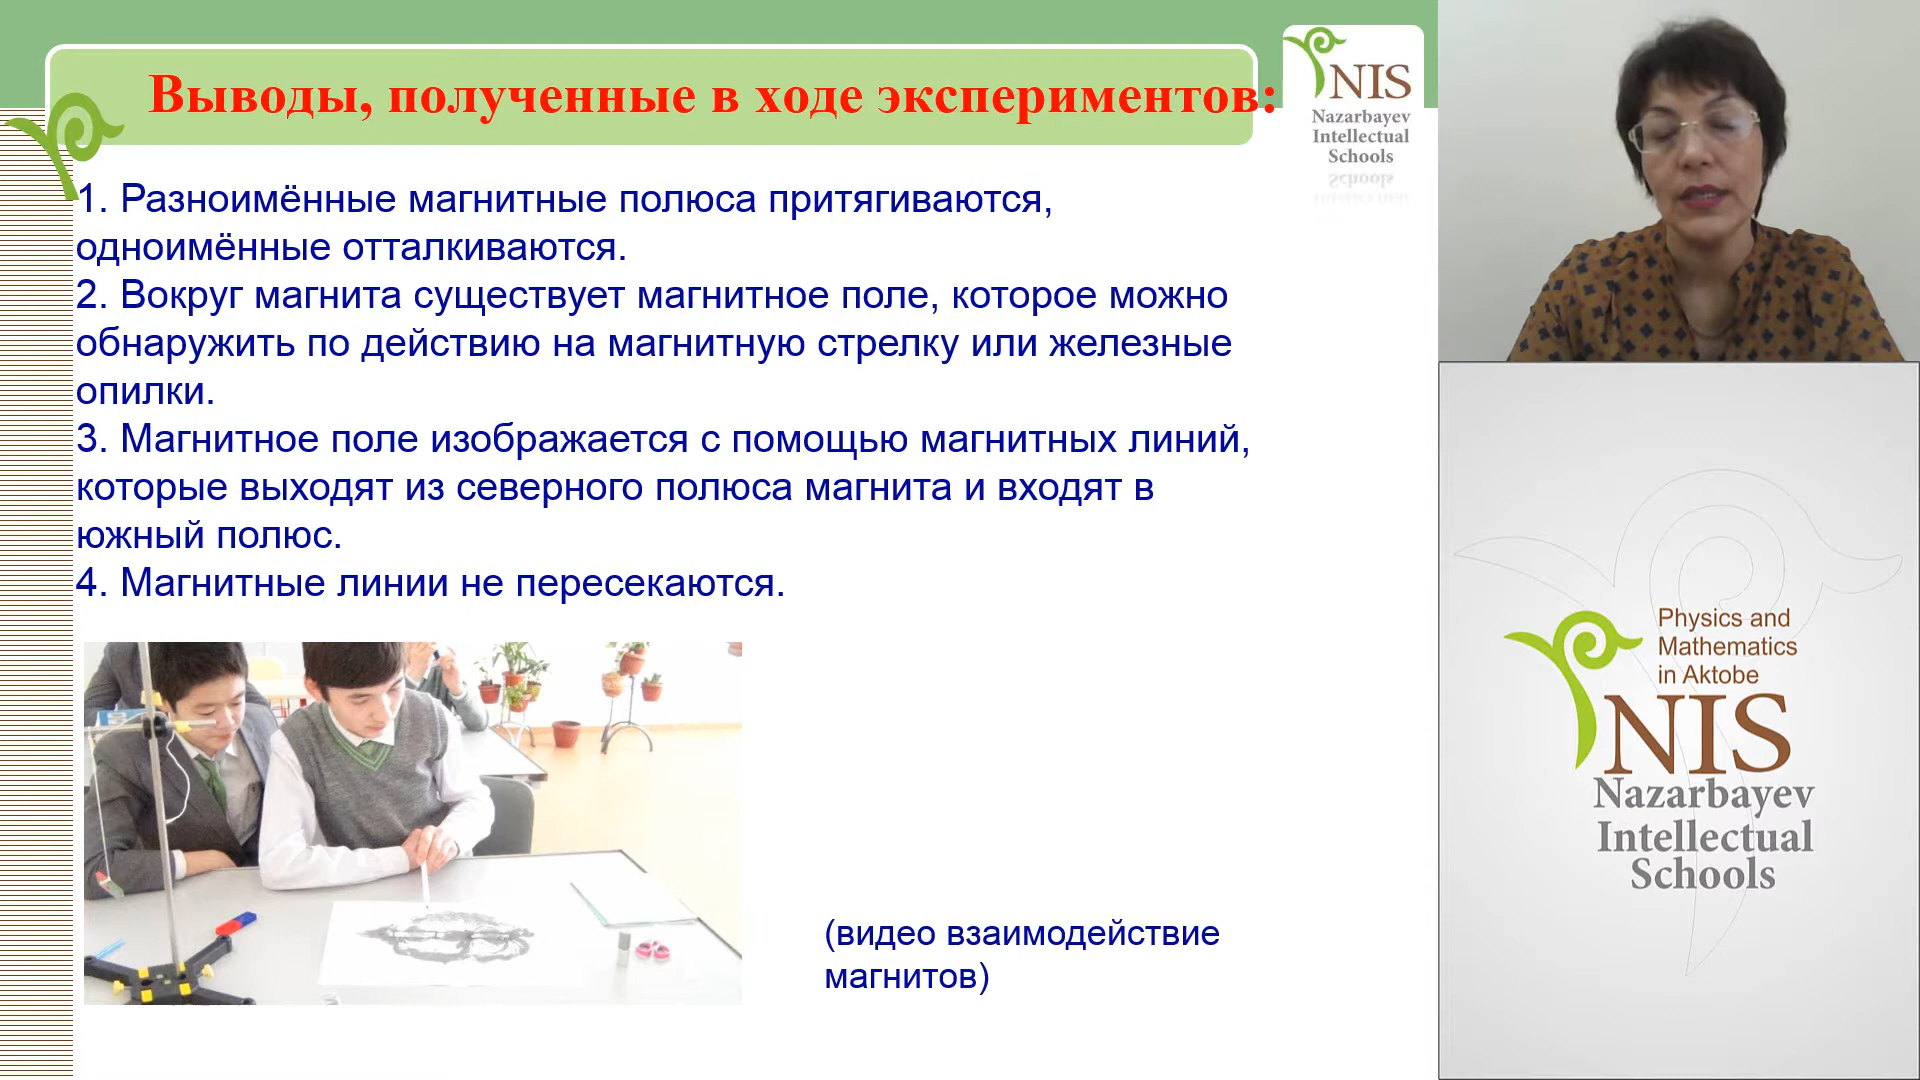 Выводы, полученные в ходе экспериментов:
NIS
Nazarbayev
Intellectual
Schools
1. Разноимённые магнитные полюса притягиваются,
одноимённые отталкиваются.
2. Вокруг магнита существует магнитное поле, которое можно
обнаружить по действию на магнитную стрелку или железные
опилки.
3. Магнитное поле изображается с помощью магнитных линий,
которые выходят из северного полюса магнита и входят в
южный полюс.
4. Магнитные линии не пересекаются.
(видео взаимодействие
магнитов)
Physics and
Mathematics
in Aktobe
NIS
Nazarbayev
Intellectual
Schools